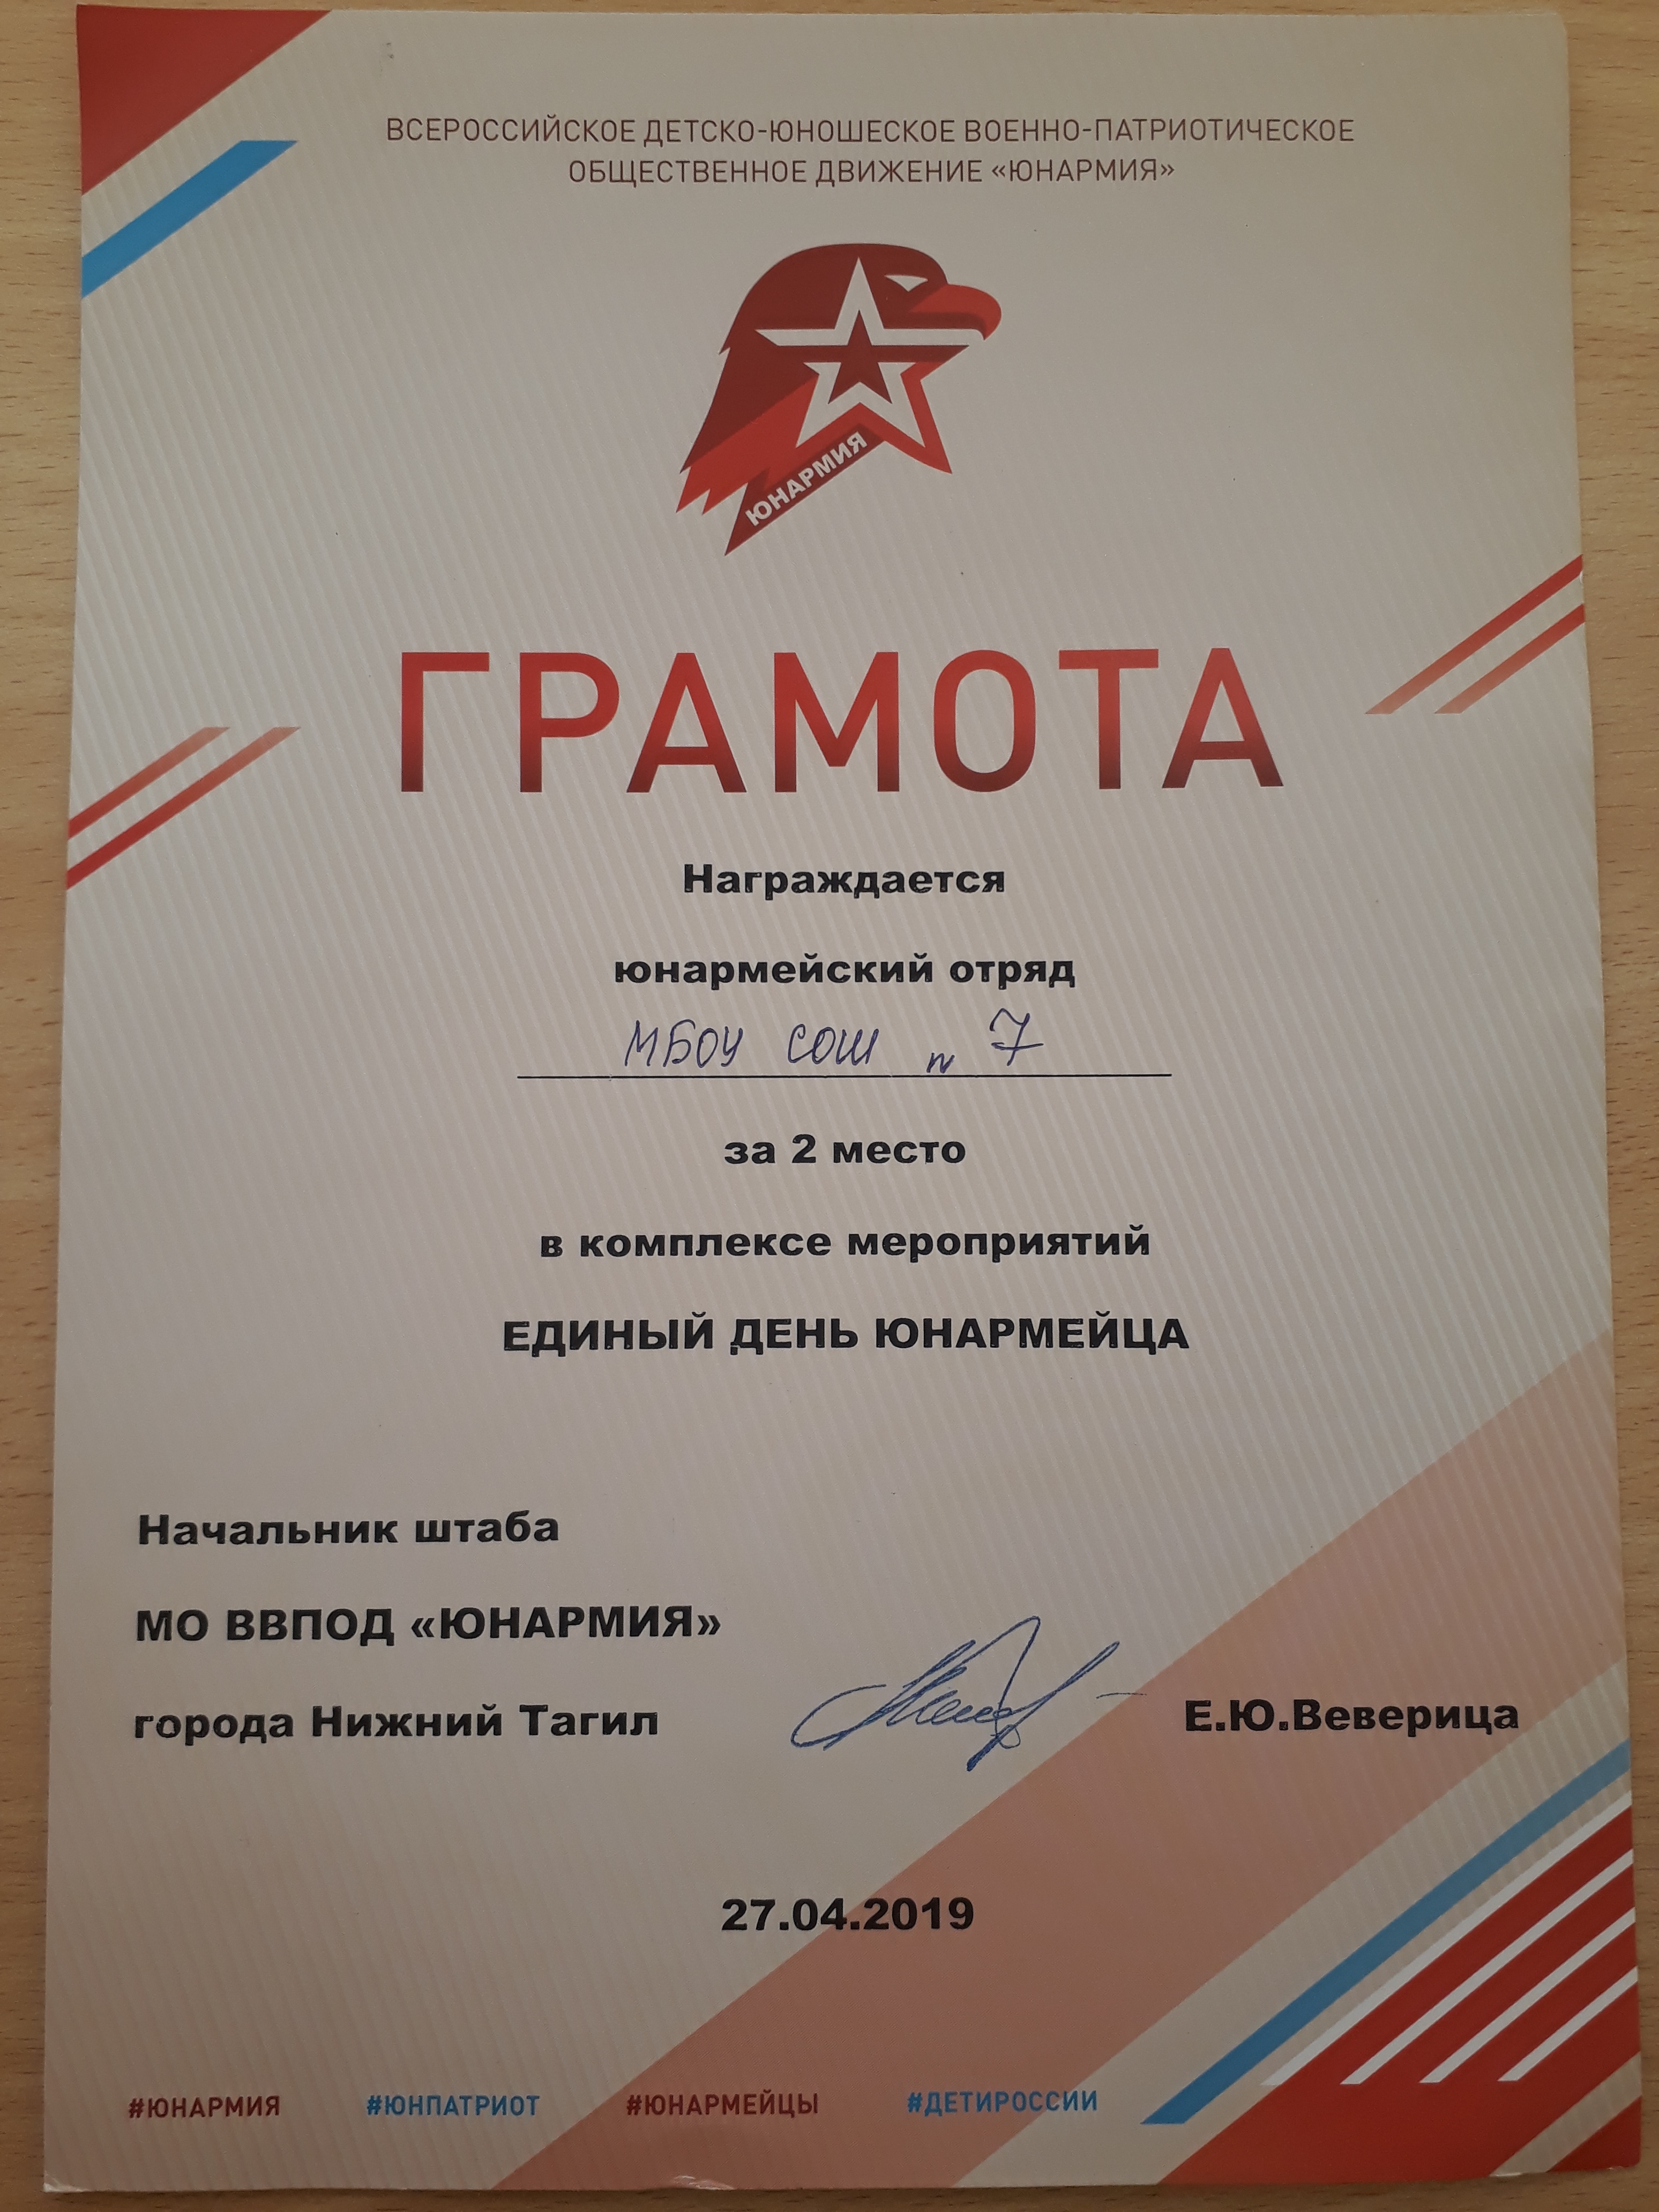 ВСЕРОССИЙСКОЕ ДЕТСКО-ЮНОШЕСКОЕ ВОЕННО-ПАТРИОТИЧЕСКОЕ
ОБЩЕСТВЕННОЕ ДВИЖЕНИЕ «ЮНАРМИЯ»
ЮНАРМИЯ
ГРАМОТА
Награждается
юнармейский отряд
МБОУ СОШ N 7
за 2 место
в комплексе мероприятий
ЕДИНЫЙ ДЕНЬ ЮНАРМЕЙЦА
Начальник штаба
МО ВВПОД «ЮНАРМИЯ»
города Нижний Тагил Е.Ю.Веверица
27.04.2019
#ЮНАРМИЯ #ЮНПАТРИОТ #ЮНАРМЕЙЦЫ #ДЕТИРОССИИ